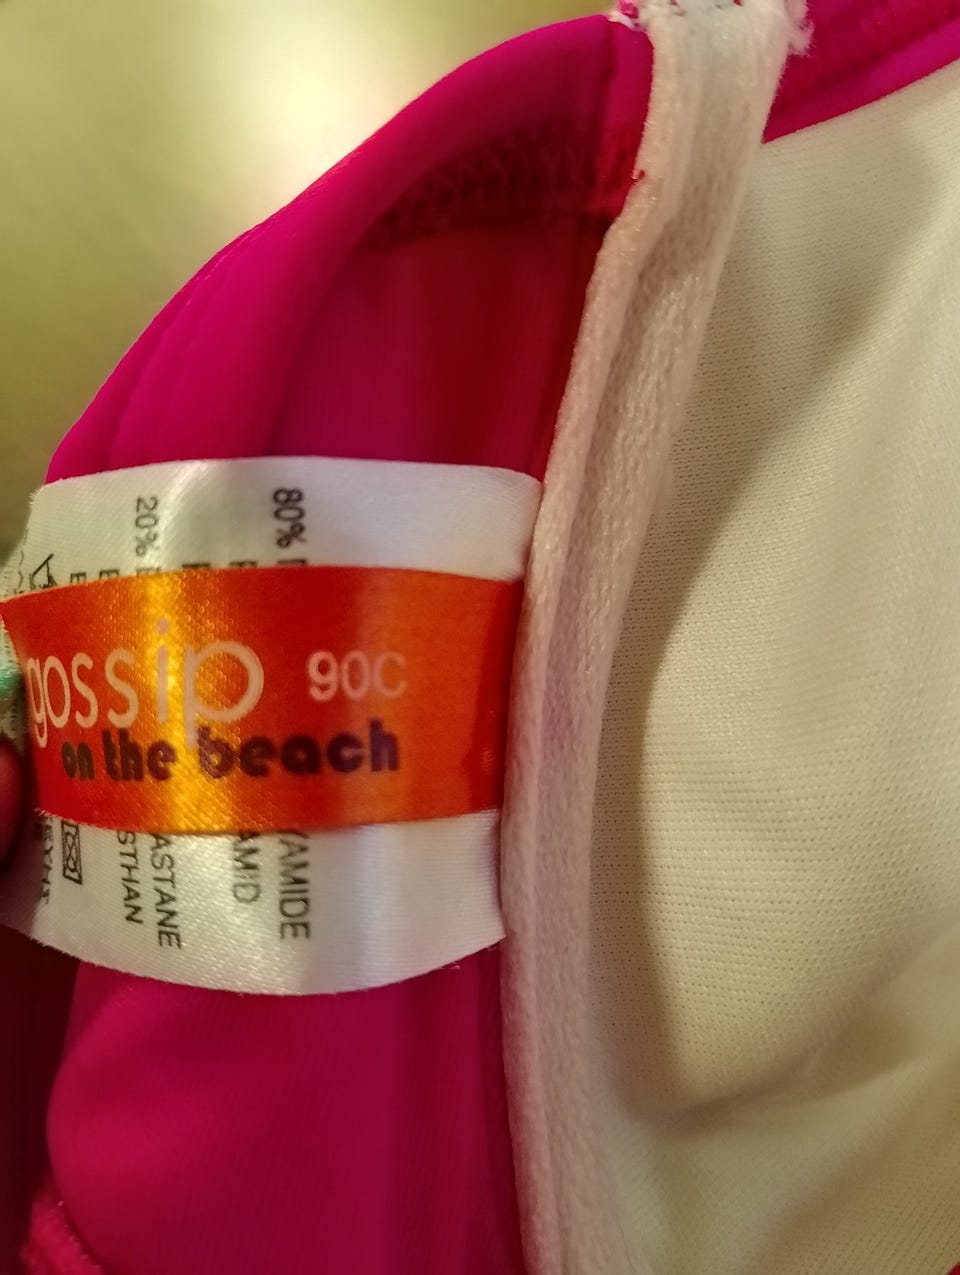 gossip 90C
on the beach
80%
AMIDE
AMID
20%
ASTANE
STHAN